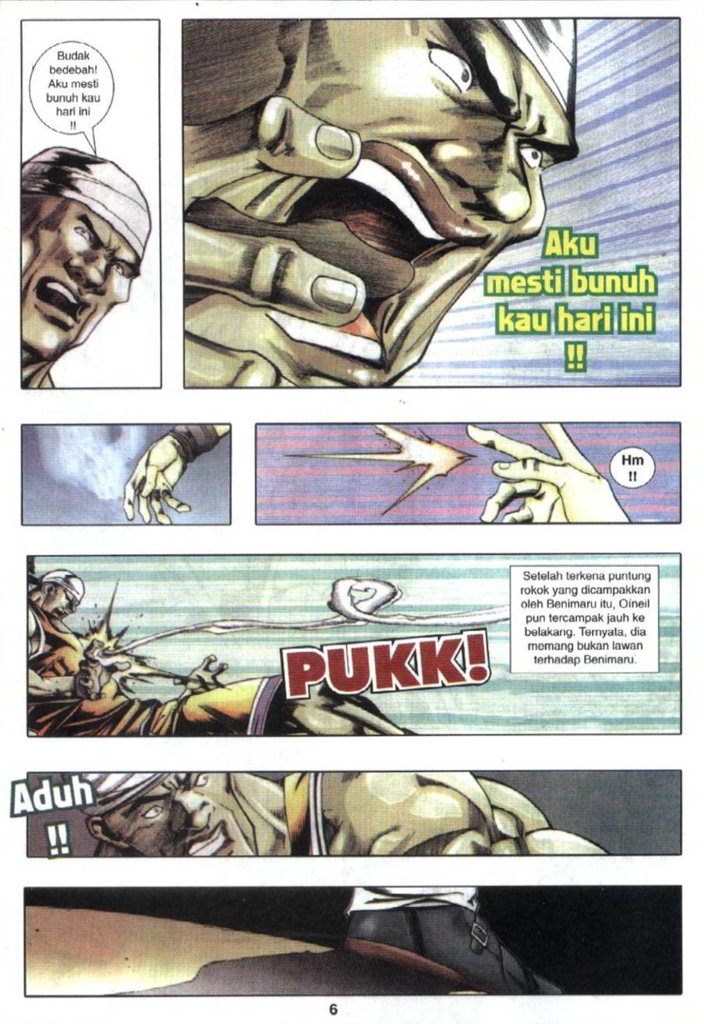 Budak
bedebah!
Aku mesti
bunuh kau
hari ini
!!
Aku
mesti bunuh
kau hari ini
!!
Hm
!!
Setelah terkena puntung
rokok yang dicampakkan
oleh Benimaru itu, Oineil
pun tercampak jauh ke
belakang. Ternyata, dia
memang bukan lawan
terhadap Benimaru.
PUKK!
Aduh
!!
6